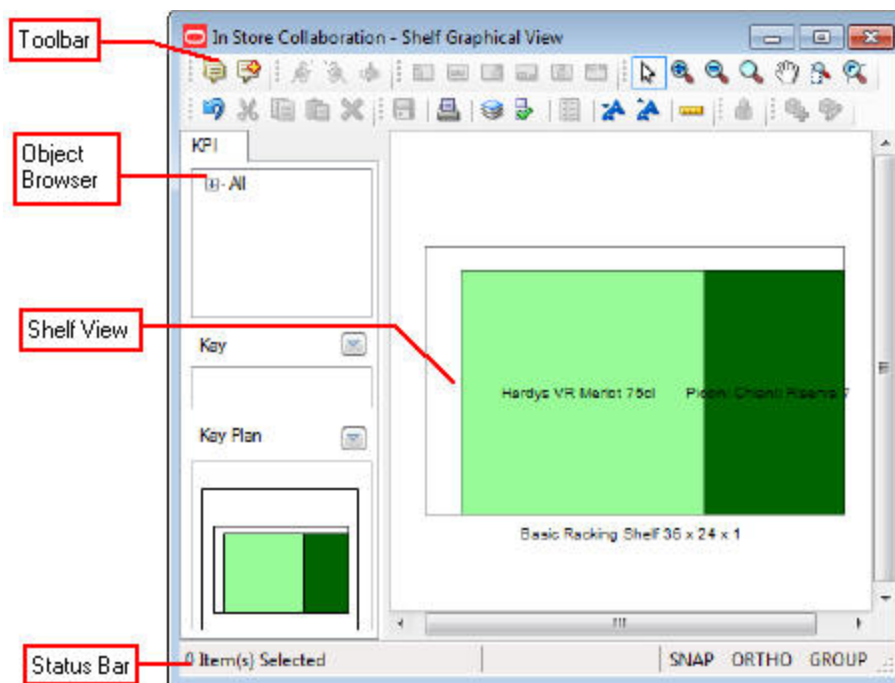 Toolbar
In Store Collaboration - Shelf Graphical View
Object
Browser
KPI
All
Shelf View
Key
Hardys VR Merlot 75cl
Chianti
Key Plan
Basic Racking Shelf 36 x 24 x 1
Status Bar
0 Item(s) Selected
SNAP ORTHO GROUP